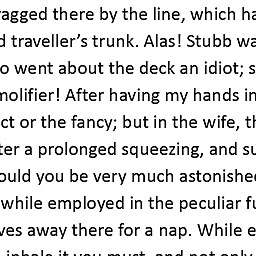 ragged there by the line, which ha
d traveller's trunk. Alas! Stubb wa
o went about the deck an idiot; s
mollifier! After having my hands in
ct or the fancy; but in the wife, th
ter a prolonged squeezing, and su
ould you be very much astonishe
while employed in the peculiar fu
ves away there for a nap. While e
inhale it you must, and not only